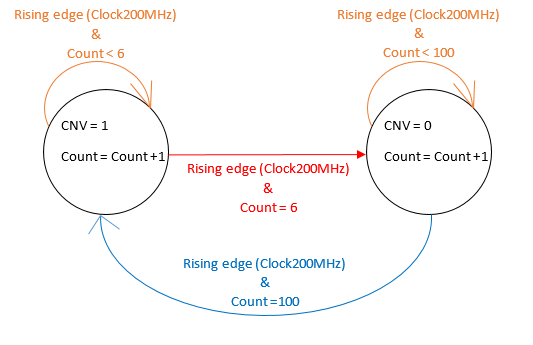 Rising edge (Clock200MHz)
&
Count < 6
Rising edge (Clock200MHz)
&
Count < 100
CNV = 1
Count = Count +1
CNV = 0
Count = Count +1
Rising edge (Clock200MHz)
&
Count = 6
Rising edge (Clock200MHz)
&
Count =100